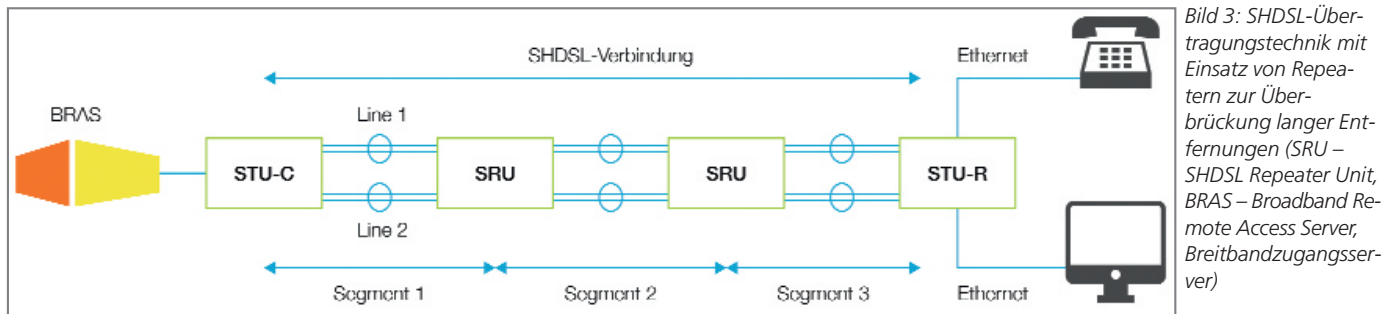 SHDSL-Verbindung
Ethernet
BRAS
Line 1
STU-C
SRU
SRU
STU-R
Line 2
Segment 1
Segment 2
Segment 3
Ethernet
Bild 3: SHDSL-Über-
tragungstechnik mit
Einsatz von Repea-
tern zur Über-
brückung langer Ent-
fernungen (SRU –
SHDSL Repeater Unit,
BRAS – Broadband Re-
mote Access Server,
Breitbandzugangsser-
ver)